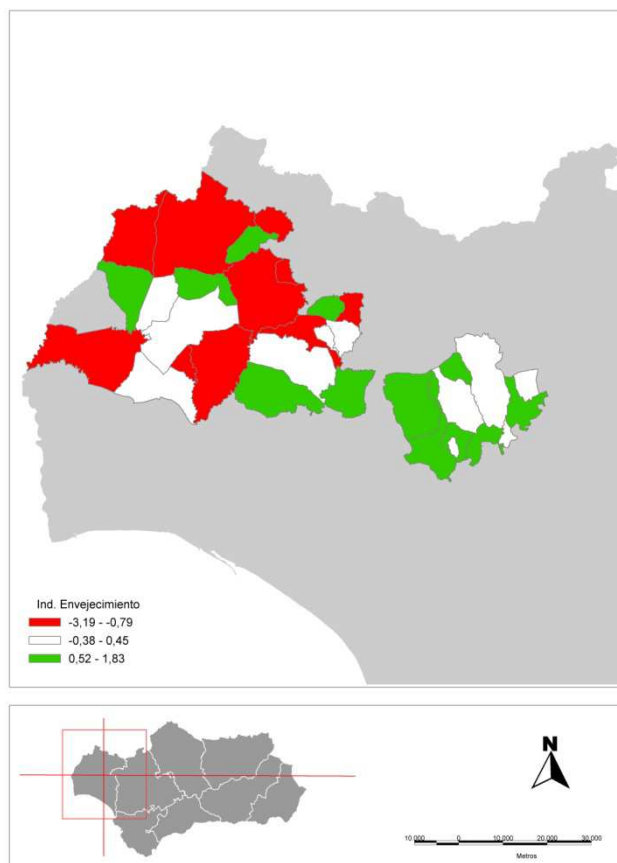 Ind. Envejecimiento
-3,19 - -0,79
-0,38 - 0,45
0,52 - 1,83
N
10.000 0 10.000 20.000 30.000
Metros